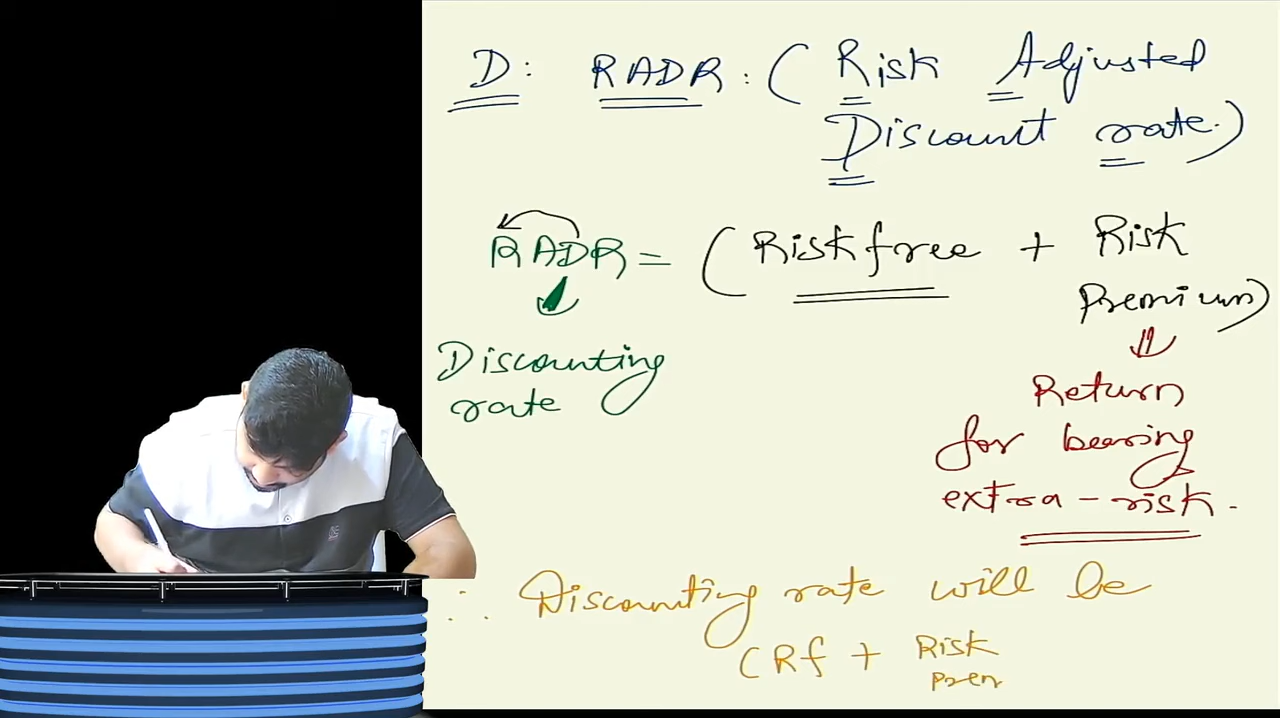 D: RADR: ( Risk Adjusted
Discount rate.)
RADR = ( Riskfree + Risk
Premium)
Discounting
rate
Return
for bearing
extra-risk.
∴ Discounting rate will be
(Rf + Risk
Prem